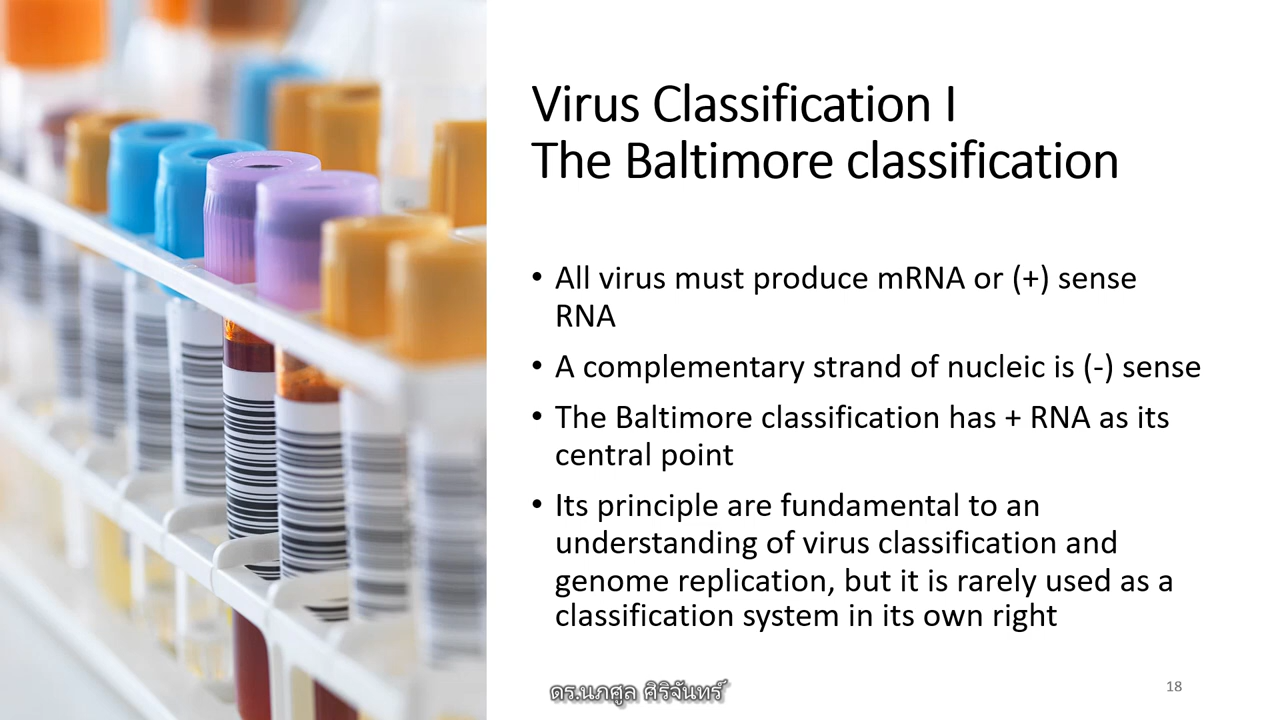 Virus Classification I
The Baltimore classification
• All virus must produce mRNA or (+) sense
RNA
• A complementary strand of nucleic is (-) sense
• The Baltimore classification has + RNA as its
central point
• Its principle are fundamental to an
understanding of virus classification and
genome replication, but it is rarely used as a
classification system in its own right
ดร.นภศูล ศิริจันทร์
18